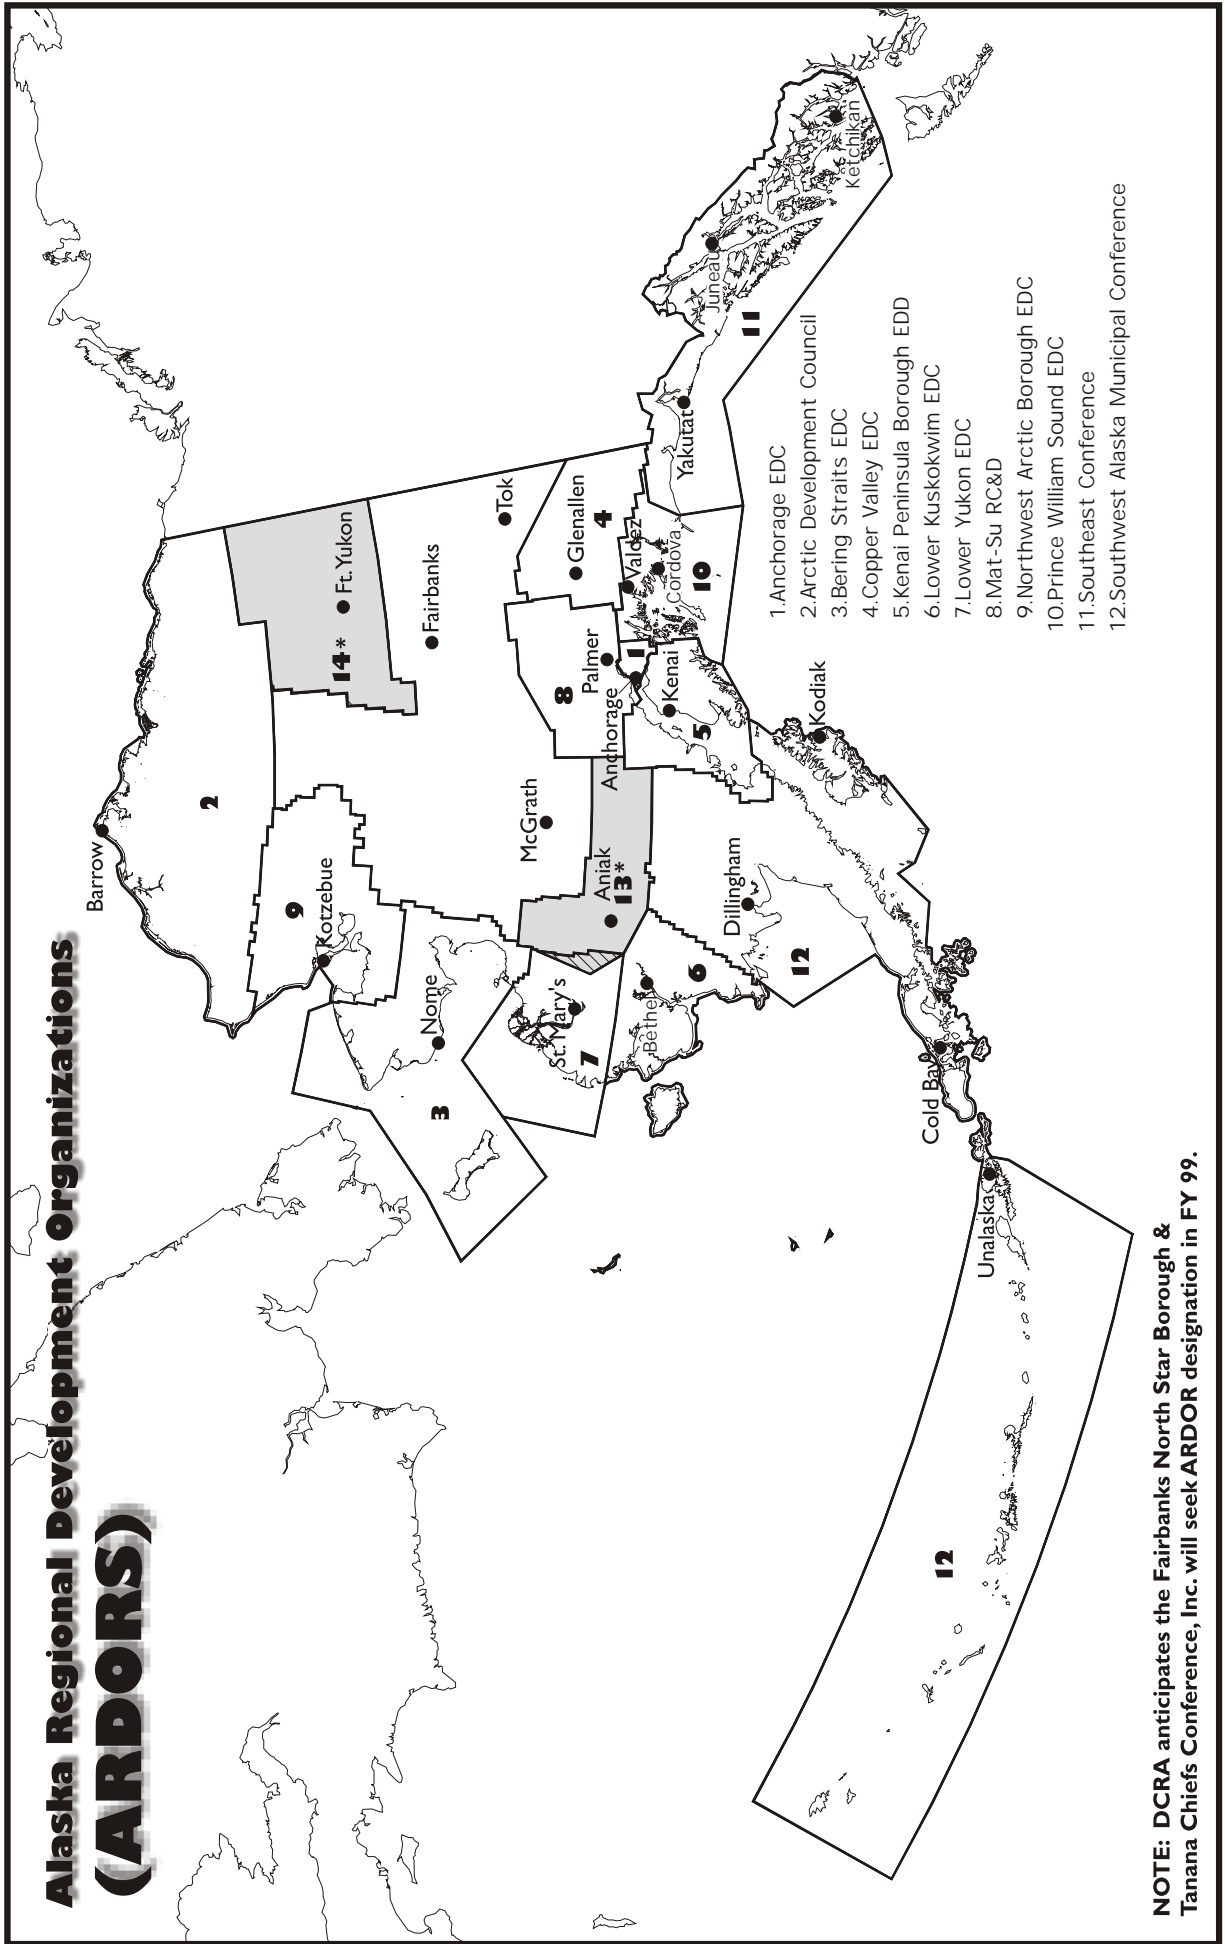 Alaska Regional Development Organizations
(ARDORS)
Barrow
2
9
Kotzebue
14*
Ft. Yukon
Fairbanks
Tok
Nome
3
McGrath
8
Palmer
Glenallen
4
Valdez
Cordova
10
Anchorage
1
Kenai
5
Aniak
13*
St. Mary's
7
Bethel
6
Dillingham
12
Kodiak
Yakutat
Juneau
11
Ketchikan
Cold Bay
Unalaska
12
1.Anchorage EDC
2.Arctic Development Council
3.Bering Straits EDC
4.Copper Valley EDC
5.Kenai Peninsula Borough EDD
6.Lower Kuskokwim EDC
7.Lower Yukon EDC
8.Mat-Su RC&D
9.Northwest Arctic Borough EDC
10.Prince William Sound EDC
11.Southeast Conference
12.Southwest Alaska Municipal Conference
NOTE: DCRA anticipates the Fairbanks North Star Borough &
Tanana Chiefs Conference, Inc. will seek ARDOR designation in FY 99.